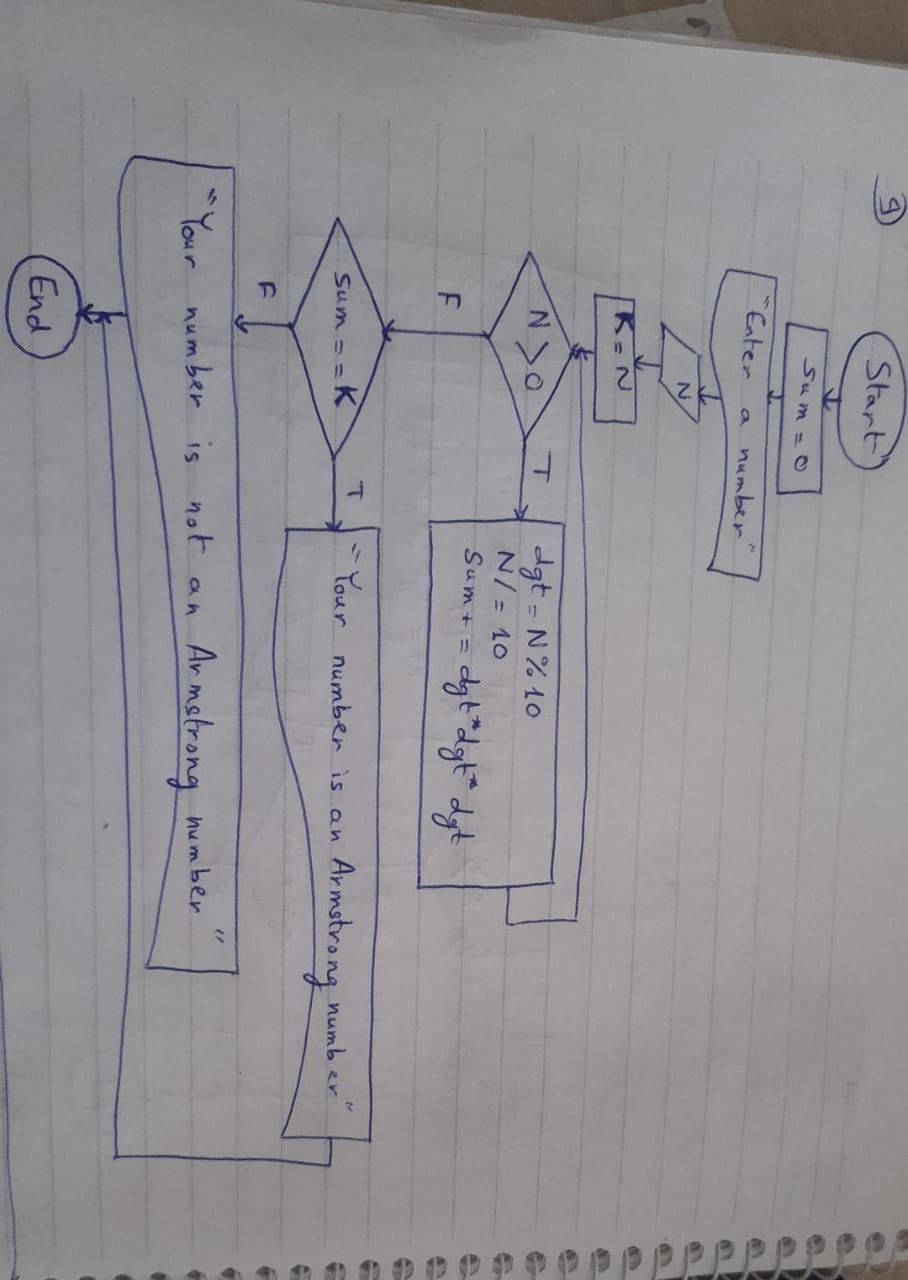 9)
Start
Sum = 0
"Enter a number"
N
K = N
N > 0
T
dgt = N % 10
N / = 10
Sum + = dgt * dgt * dgt
F
Sum = = K
T
"Your number is an Armstrong number"
F
"Your number is not an Armstrong number"
End